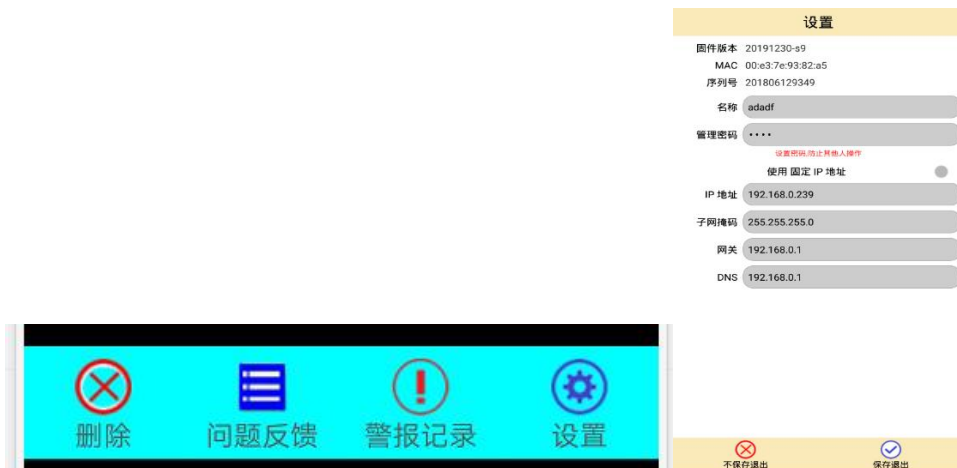 设置
固件版本 20191230-s9
MAC 00:e3:7e:93:82:a5
序列号 201806129349
名称 adadf
管理密码 ····
设置密码,防止其他人操作
使用 固定 IP 地址
IP 地址 192.168.0.239
子网掩码 255.255.255.0
网关 192.168.0.1
DNS 192.168.0.1
删除 问题反馈 警报记录 设置
不保存退出 保存退出